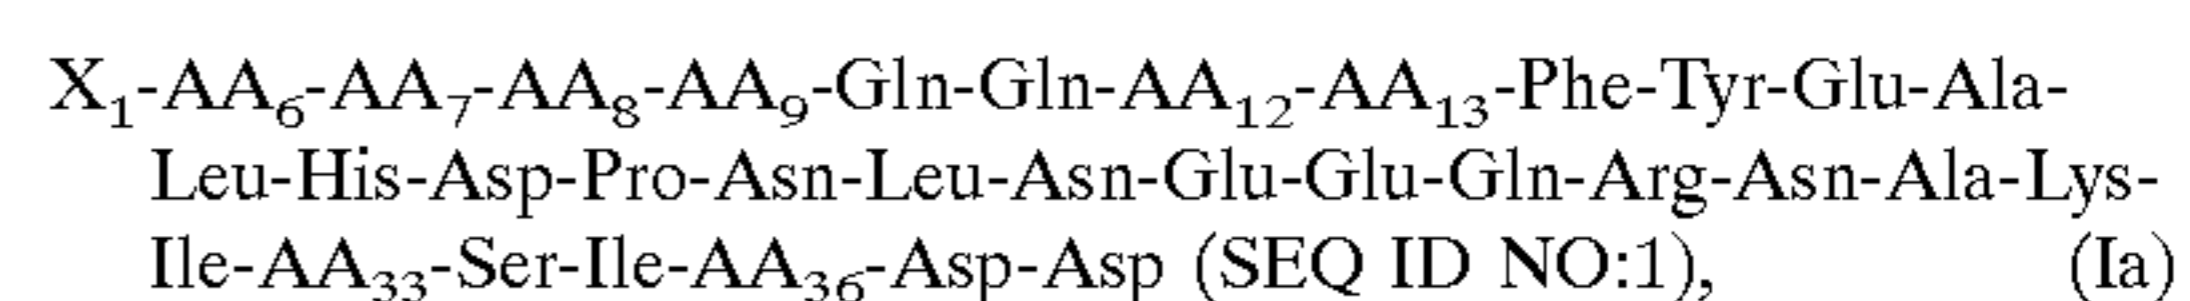 X₁-AA₆-AA₇-AA₈-AA₉-Gln-Gln-AA₁₂-AA₁₃-Phe-Tyr-Glu-Ala-
Leu-His-Asp-Pro-Asn-Leu-Asn-Glu-Glu-Gln-Arg-Asn-Ala-Lys-
Ile-AA₃₃-Ser-Ile-AA₃₆-Asp-Asp (SEQ ID NO:1), (Ia)